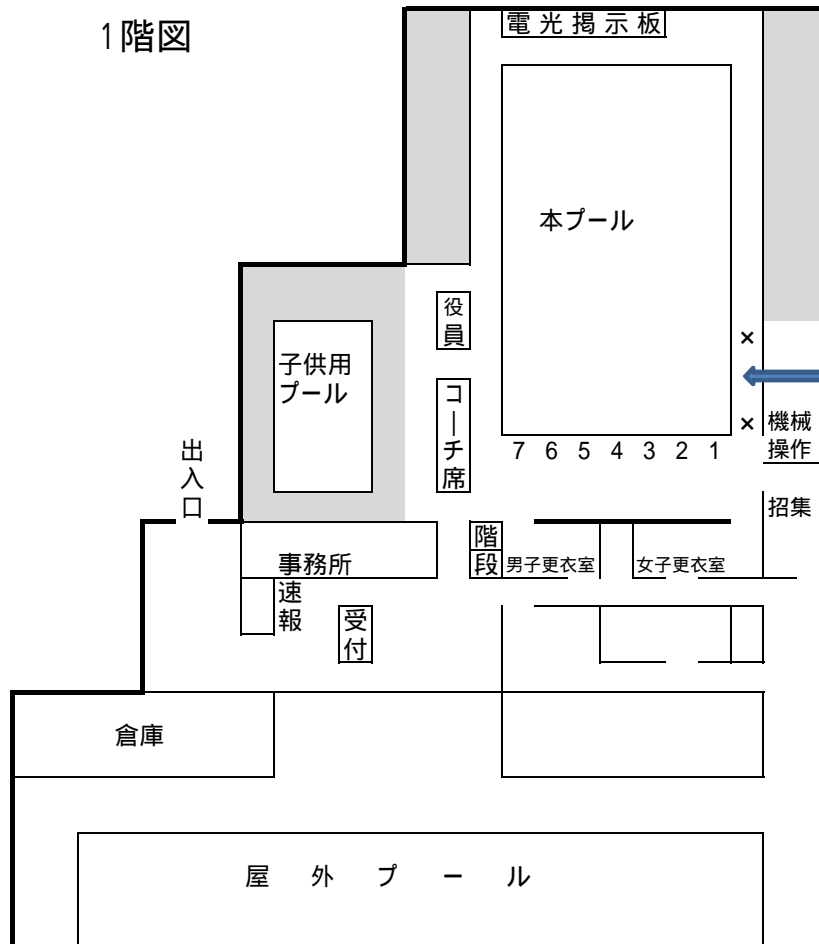 1階図
電光掲示板
本プール
役員
子供用
プール
コーチ席
×
×
機械
操作
7 6 5 4 3 2 1
出入口
招集
階段
事務所
男子更衣室
女子更衣室
速報
受付
倉庫
屋外プール